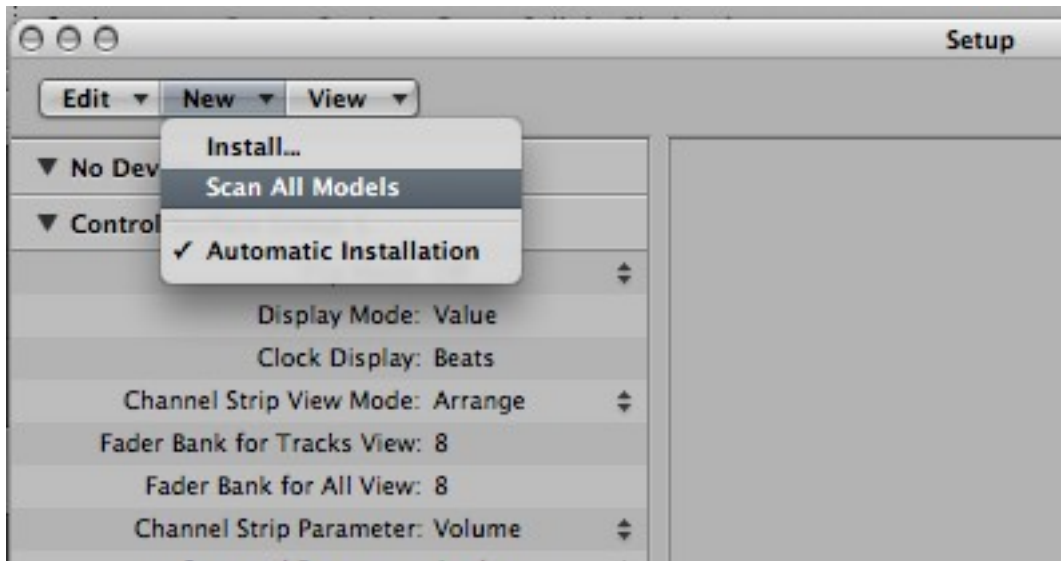 Setup
Edit New View
Install...
No Dev
Scan All Models
Control
✓ Automatic Installation
Display Mode: Value
Clock Display: Beats
Channel Strip View Mode: Arrange
Fader Bank for Tracks View: 8
Fader Bank for All View: 8
Channel Strip Parameter: Volume